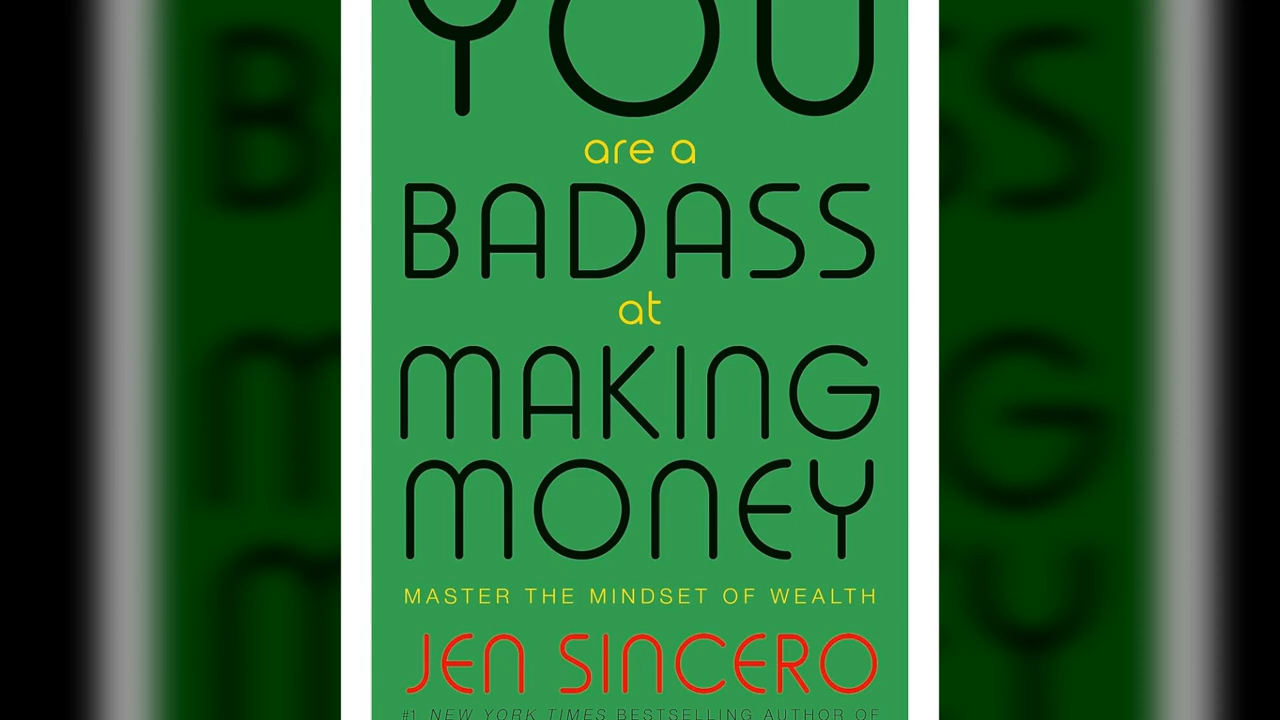 YOU
are a
BADASS
at
MAKING
MONEY
MASTER THE MINDSET OF WEALTH
JEN SINCERO
#1 NEW YORK TIMES BESTSELLING AUTHOR OF